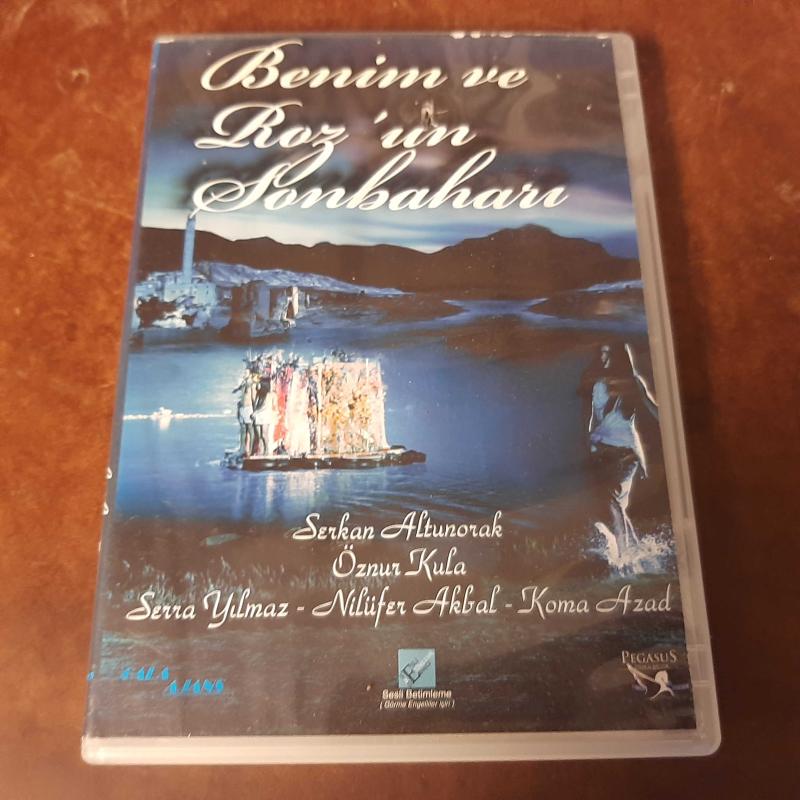 Benim ve
Roz'un
Sonbaharı
Serkan Altunorak
Öznur Kula
Serra Yılmaz - Nilüfer Akbal - Koma Azad
Sesli Betimleme
( Görme Engelliler için )
PEGASUS